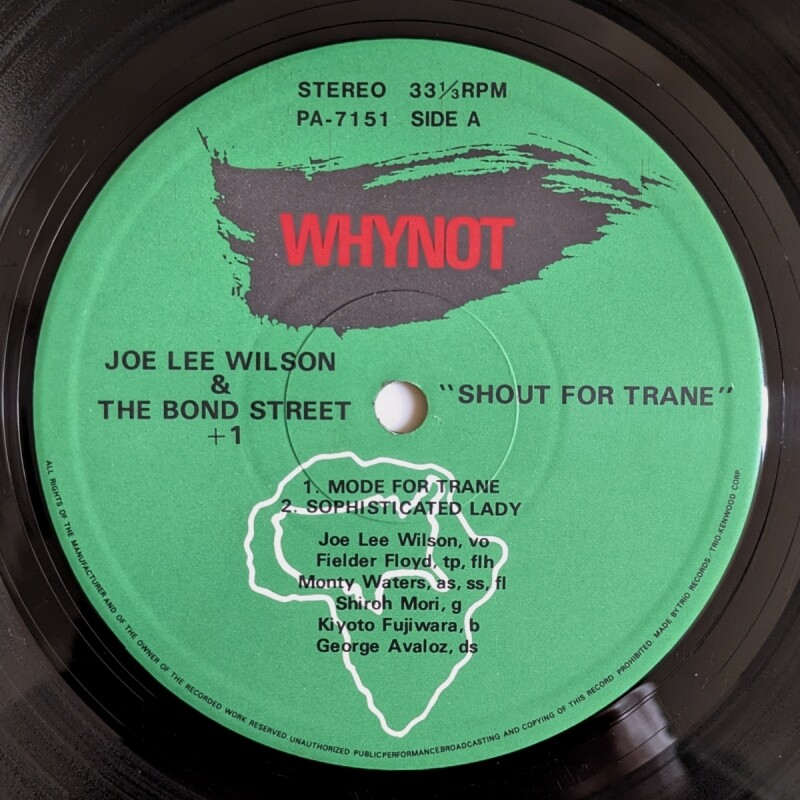 STEREO 33⅓RPM
PA-7151 SIDE A
WHYNOT
JOE LEE WILSON
&
THE BOND STREET
+1
"SHOUT FOR TRANE"
1. MODE FOR TRANE
2. SOPHISTICATED LADY
Joe Lee Wilson, vo
Fielder Floyd, tp, flh
Monty Waters, as, ss, fl
Shiroh Mori, g
Kiyoto Fujiwara, b
George Avaloz, ds
ALL RIGHTS OF THE MANUFACTURER AND OF THE OWNER OF THE RECORDED WORK RESERVED UNAUTHORIZED PUBLICPERFORMANCEBROADCASTING AND COPYING OF THIS RECORD PROHIBITED. MADE BY TRIO RECORDS/TRIO-KENWOOD CORP.